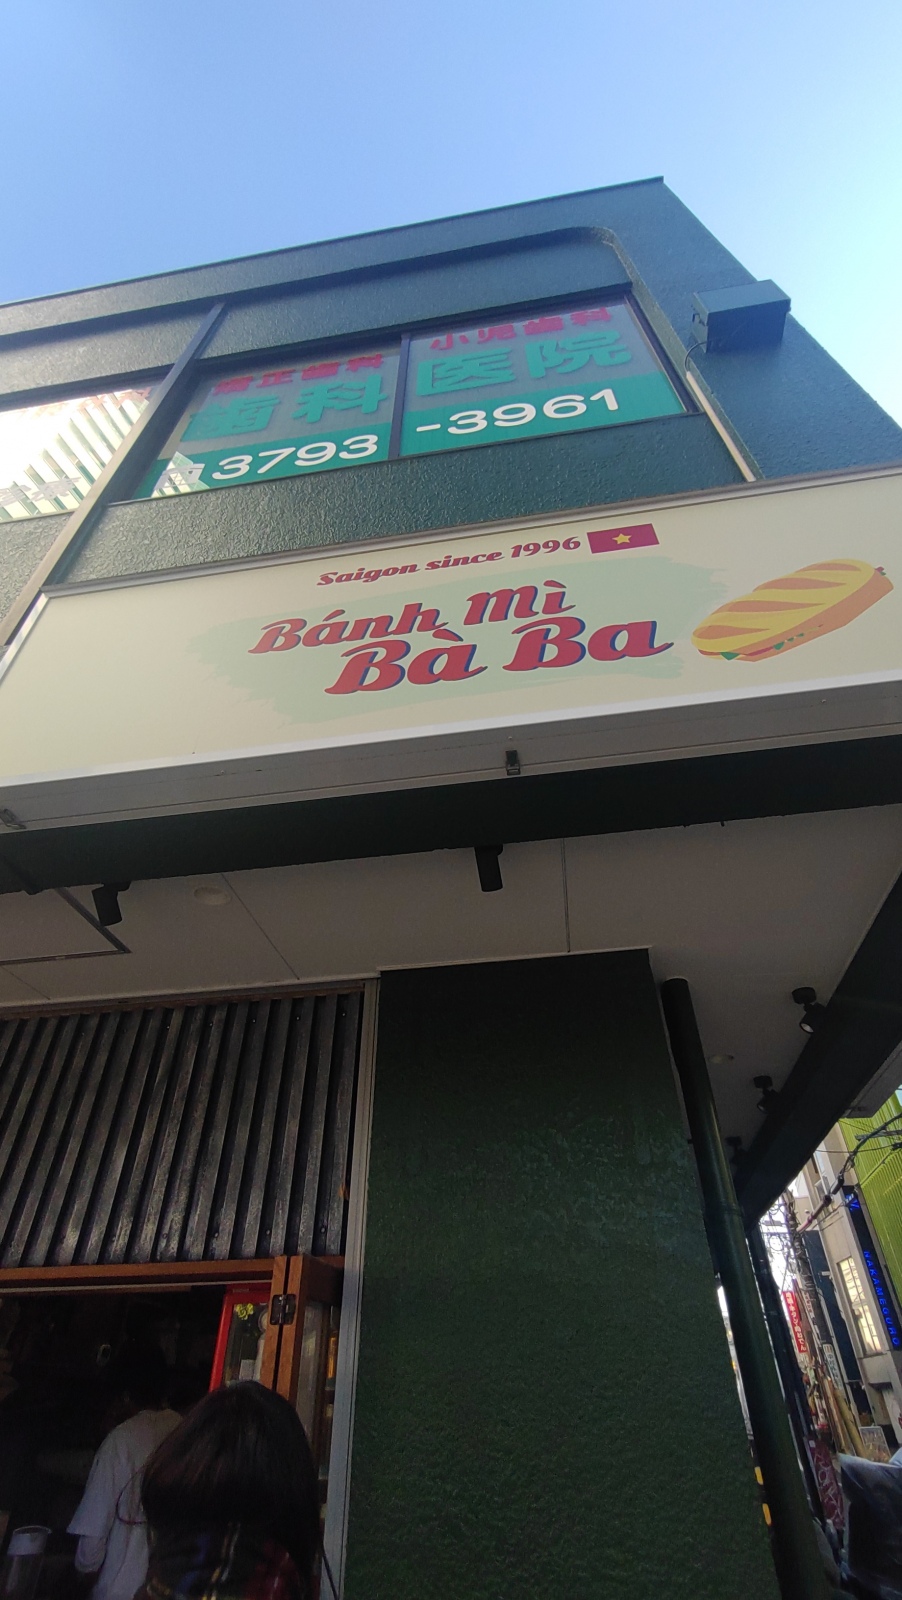 矯正歯科 小児歯科
歯科医院
3793-3961
Saigon since 1996
Bánh Mì
Bà Ba
NAKAMEGURO